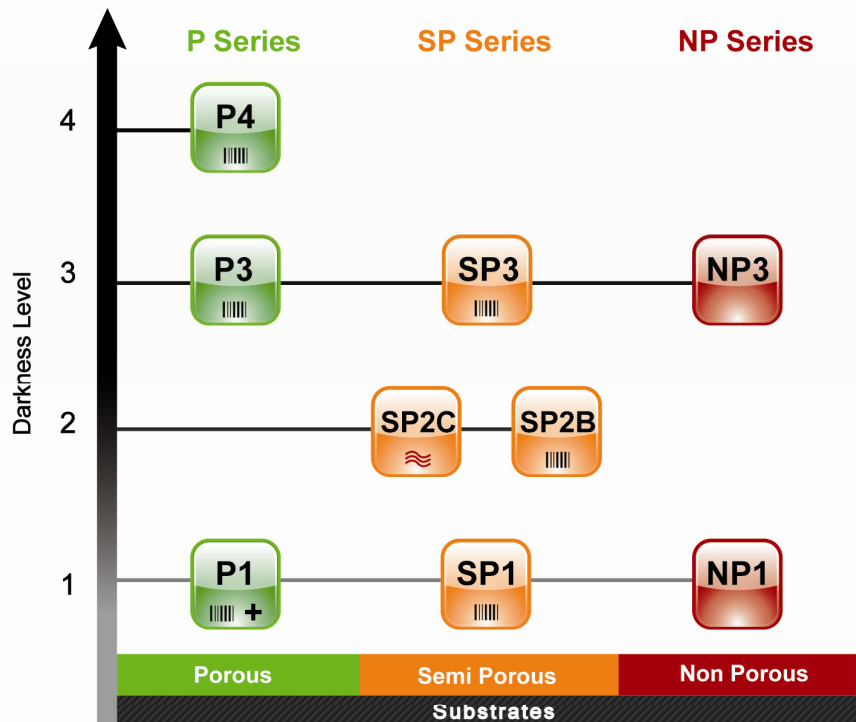 P Series SP Series NP Series
4 P4
3 P3 SP3 NP3
Darkness Level
2 SP2C SP2B
1 P1 + SP1 NP1
Porous Semi Porous Non Porous
Substrates